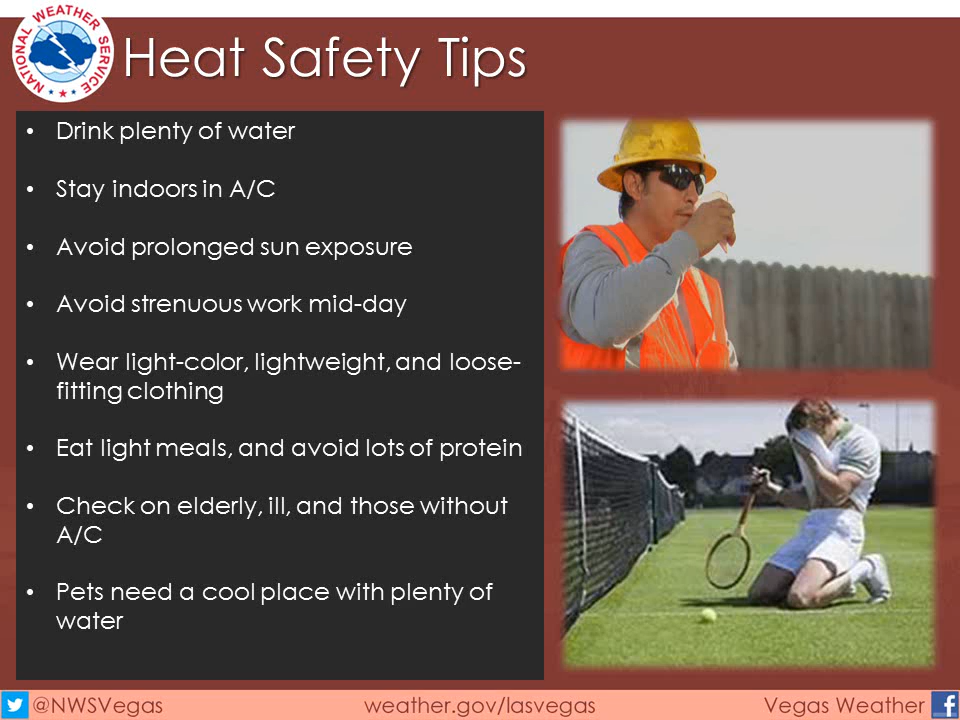 NATIONAL WEATHER SERVICE
Heat Safety Tips
• Drink plenty of water
• Stay indoors in A/C
• Avoid prolonged sun exposure
• Avoid strenuous work mid-day
• Wear light-color, lightweight, and loose-
fitting clothing
• Eat light meals, and avoid lots of protein
• Check on elderly, ill, and those without
A/C
• Pets need a cool place with plenty of
water
@NWSVegas
weather.gov/lasvegas
Vegas Weather